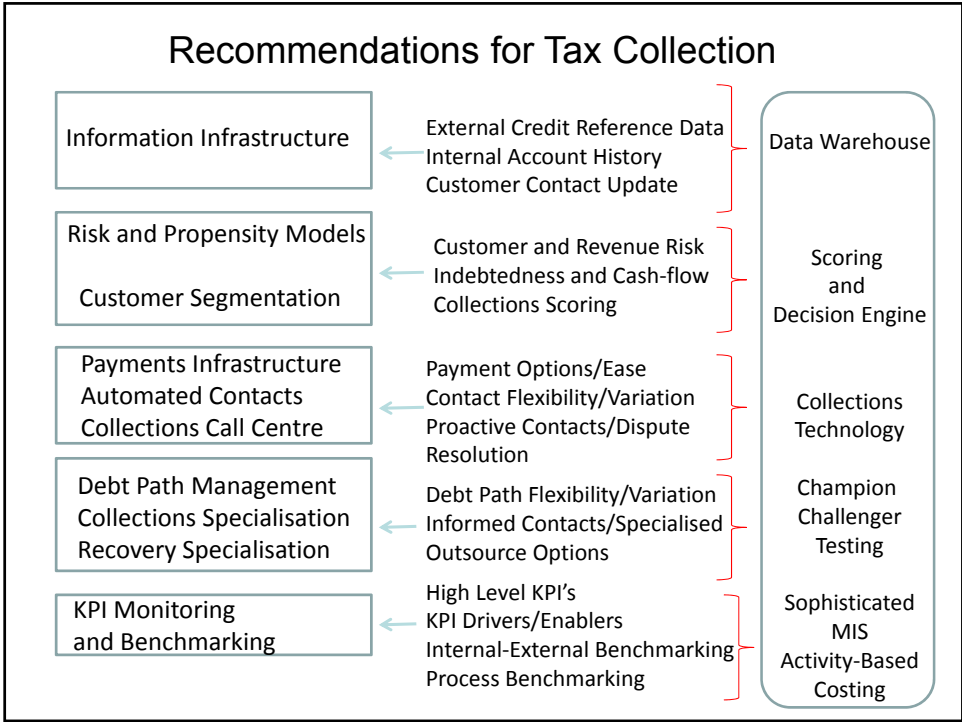 Recommendations for Tax Collection
Information Infrastructure
External Credit Reference Data
Internal Account History
Customer Contact Update
Data Warehouse
Risk and Propensity Models
Customer Segmentation
Customer and Revenue Risk
Indebtedness and Cash-flow
Collections Scoring
Scoring
and
Decision Engine
Payments Infrastructure
Automated Contacts
Collections Call Centre
Payment Options/Ease
Contact Flexibility/Variation
Proactive Contacts/Dispute
Resolution
Collections
Technology
Debt Path Management
Collections Specialisation
Recovery Specialisation
Debt Path Flexibility/Variation
Informed Contacts/Specialised
Outsource Options
Champion
Challenger
Testing
KPI Monitoring
and Benchmarking
High Level KPI’s
KPI Drivers/Enablers
Internal-External Benchmarking
Process Benchmarking
Sophisticated
MIS
Activity-Based
Costing